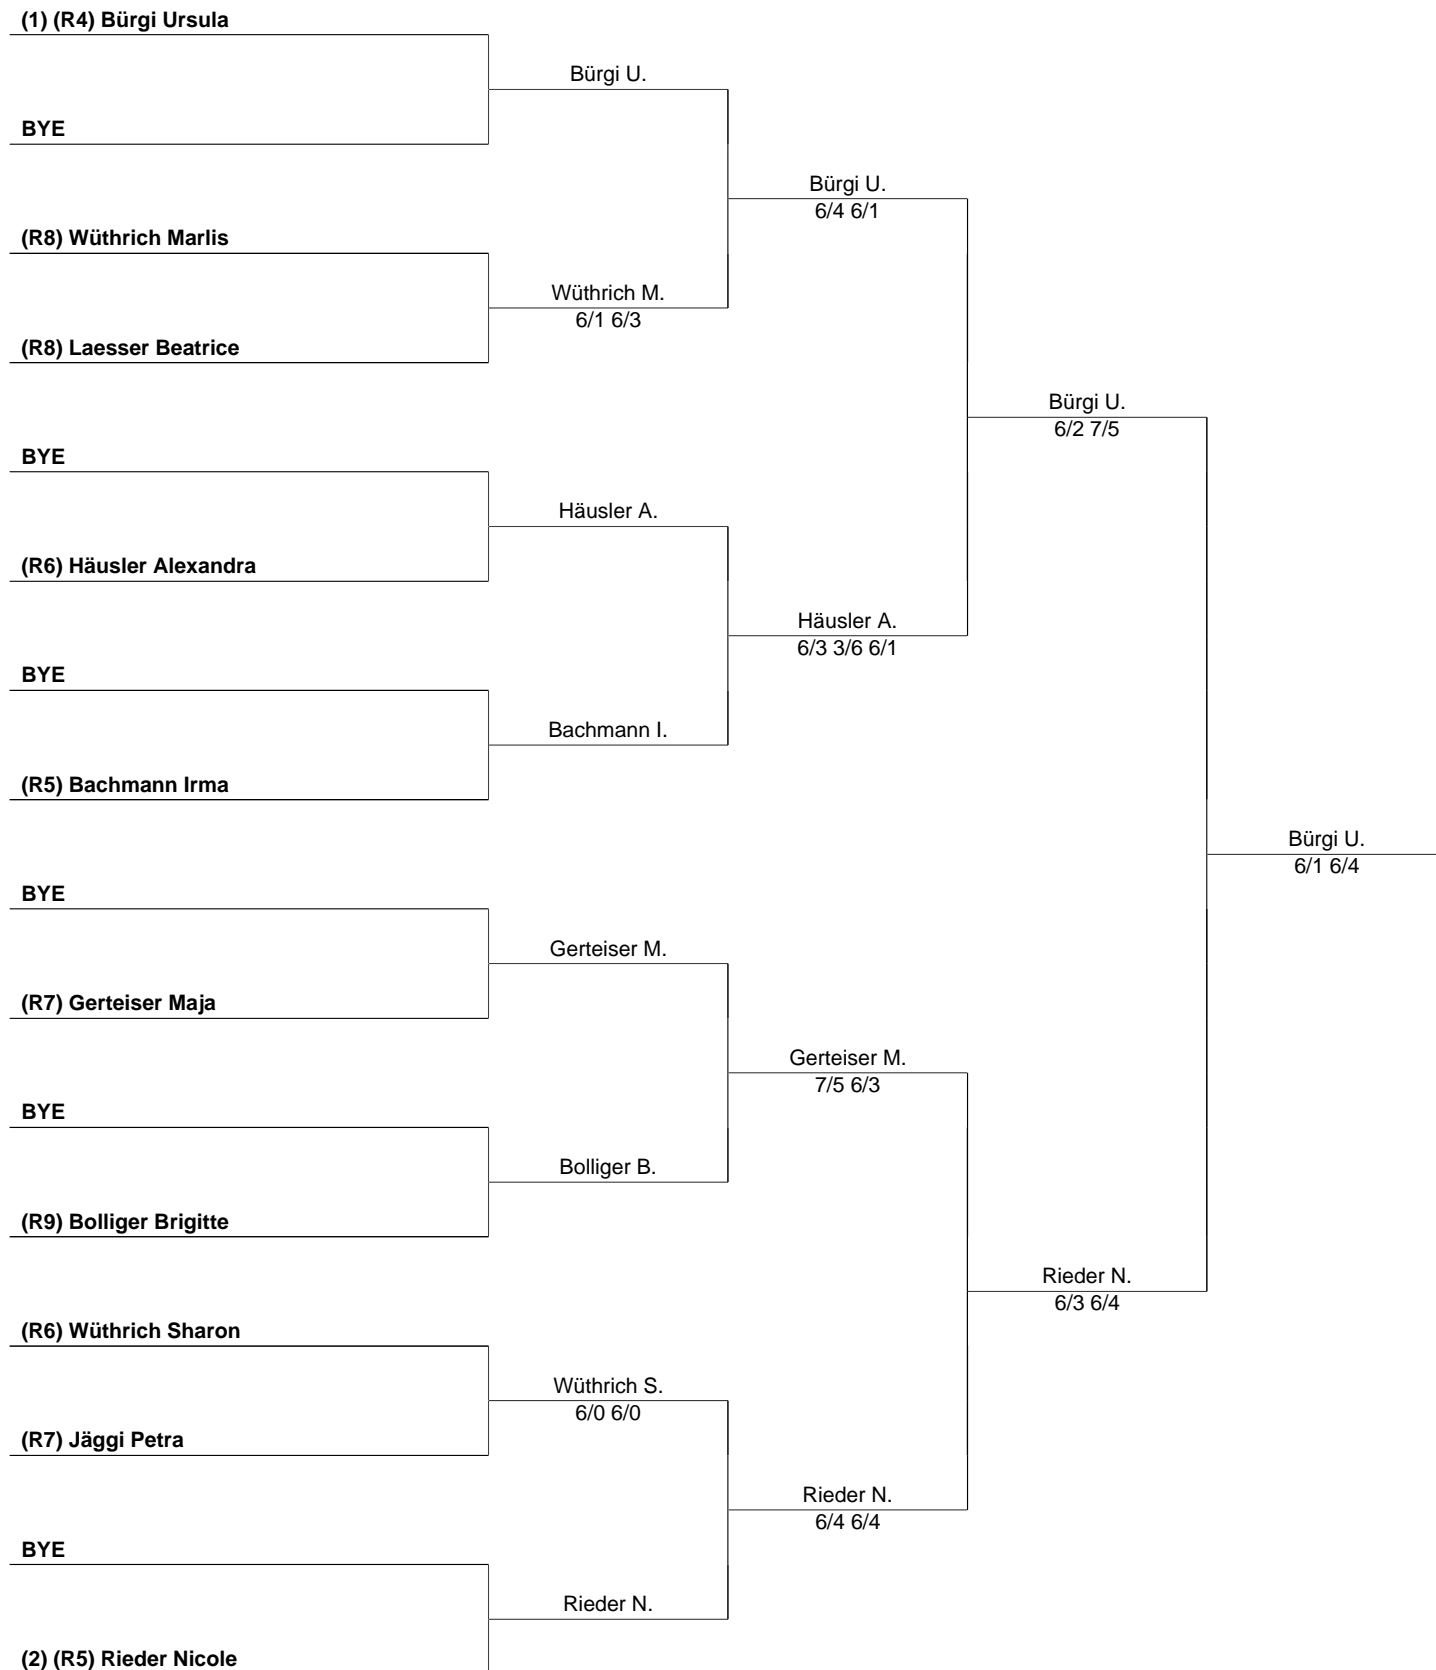 (1) (R4) Bürgi Ursula
Bürgi U.
BYE
Bürgi U.
6/4 6/1
(R8) Wüthrich Marlis
Wüthrich M.
6/1 6/3
(R8) Laesser Beatrice
Bürgi U.
6/2 7/5
BYE
Häusler A.
(R6) Häusler Alexandra
Häusler A.
6/3 3/6 6/1
BYE
Bachmann I.
(R5) Bachmann Irma
Bürgi U.
6/1 6/4
BYE
Gerteiser M.
(R7) Gerteiser Maja
Gerteiser M.
7/5 6/3
BYE
Bolliger B.
(R9) Bolliger Brigitte
Rieder N.
6/3 6/4
(R6) Wüthrich Sharon
Wüthrich S.
6/0 6/0
(R7) Jäggi Petra
Rieder N.
6/4 6/4
BYE
Rieder N.
(2) (R5) Rieder Nicole